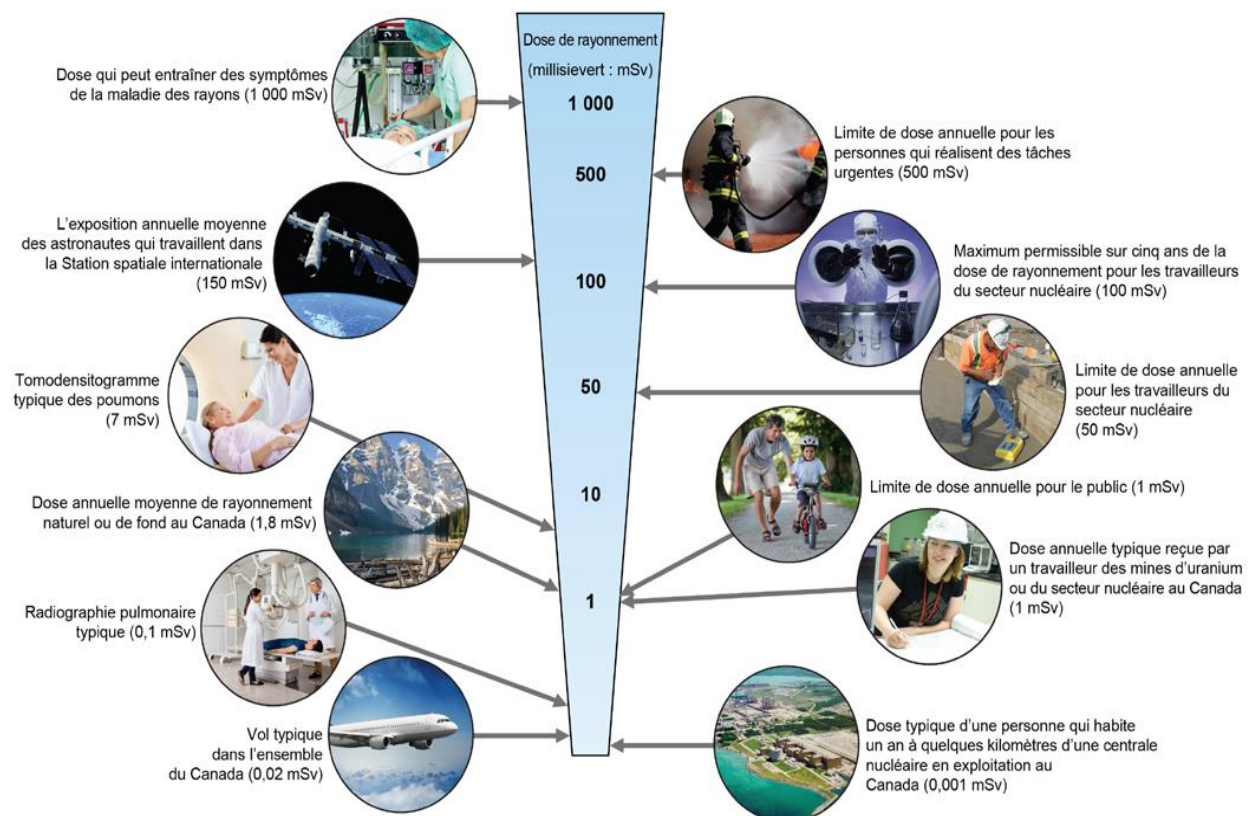 Dose de rayonnement
(millisievert : mSv)
1 000
500
100
50
10
1
Dose qui peut entraîner des symptômes
de la maladie des rayons (1 000 mSv)
L'exposition annuelle moyenne
des astronautes qui travaillent dans
la Station spatiale internationale
(150 mSv)
Tomodensitogramme
typique des poumons
(7 mSv)
Dose annuelle moyenne de rayonnement
naturel ou de fond au Canada (1,8 mSv)
Radiographie pulmonaire
typique (0,1 mSv)
Vol typique
dans l'ensemble
du Canada (0,02 mSv)
Limite de dose annuelle pour les
personnes qui réalisent des tâches
urgentes (500 mSv)
Maximum permissible sur cinq ans de la
dose de rayonnement pour les travailleurs
du secteur nucléaire (100 mSv)
Limite de dose annuelle
pour les travailleurs du
secteur nucléaire
(50 mSv)
Limite de dose annuelle pour le public (1 mSv)
Dose annuelle typique reçue par
un travailleur des mines d'uranium
ou du secteur nucléaire au Canada
(1 mSv)
Dose typique d'une personne qui habite
un an à quelques kilomètres d'une centrale
nucléaire en exploitation au
Canada (0,001 mSv)